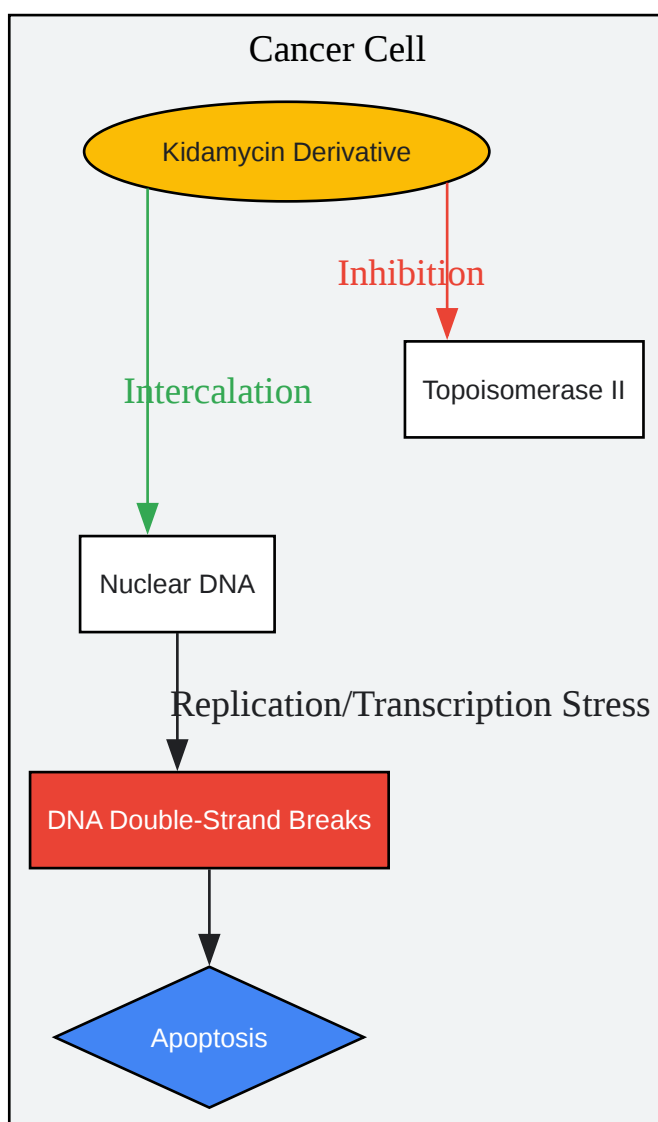 Cancer Cell
Kidamycin Derivative
Inhibition
Intercalation
Topoisomerase II
Nuclear DNA
Replication/Transcription Stress
DNA Double-Strand Breaks
Apoptosis